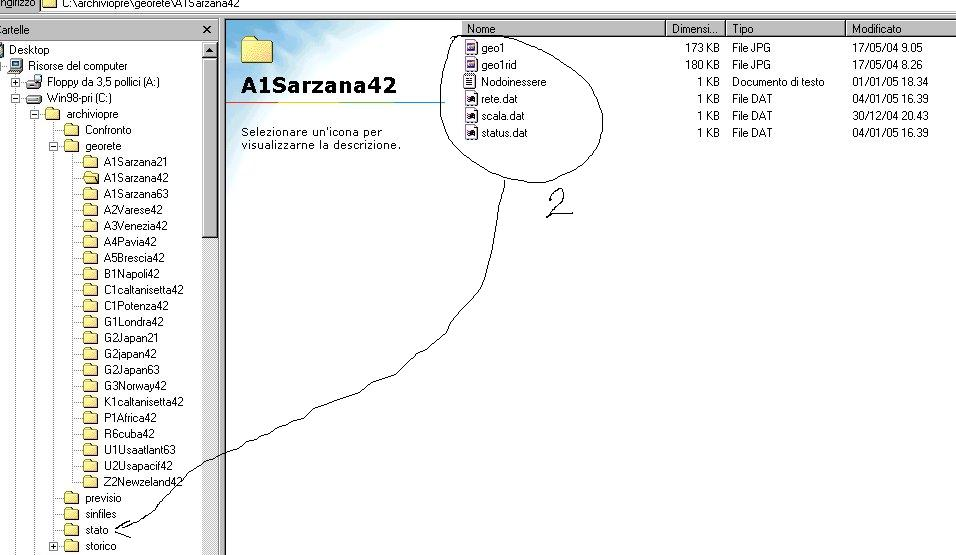 ngirizzo C:\archiviopre\georete\A1Sarzana42
Cartelle
Desktop
Risorse del computer
Floppy da 3,5 pollici (A:)
Win98-pri (C:)
archiviopre
Confronto
georete
A1Sarzana21
A1Sarzana42
A1Sarzana63
A2Varese42
A3Venezia42
A4Pavia42
A5Brescia42
B1Napoli42
C1caltanisetta42
C1Potenza42
G1Londra42
G2Japan21
G2japan42
G2Japan63
G3Norway42
K1caltanisetta42
P1Africa42
R6cuba42
U1Usaatlant63
U2Usapacif42
Z2Newzeland42
previsio
sinfiles
stato
storico
A1Sarzana42
Selezionare un'icona per
visualizzarne la descrizione.
Nome Dimensi... Tipo Modificato
geo1 173 KB File JPG 17/05/04 9.05
geo1rid 180 KB File JPG 17/05/04 8.26
Nodoinessere 1 KB Documento di testo 01/01/05 18.34
rete.dat 1 KB File DAT 04/01/05 16.39
scala.dat 1 KB File DAT 30/12/04 20.43
status.dat 1 KB File DAT 04/01/05 16.39
2